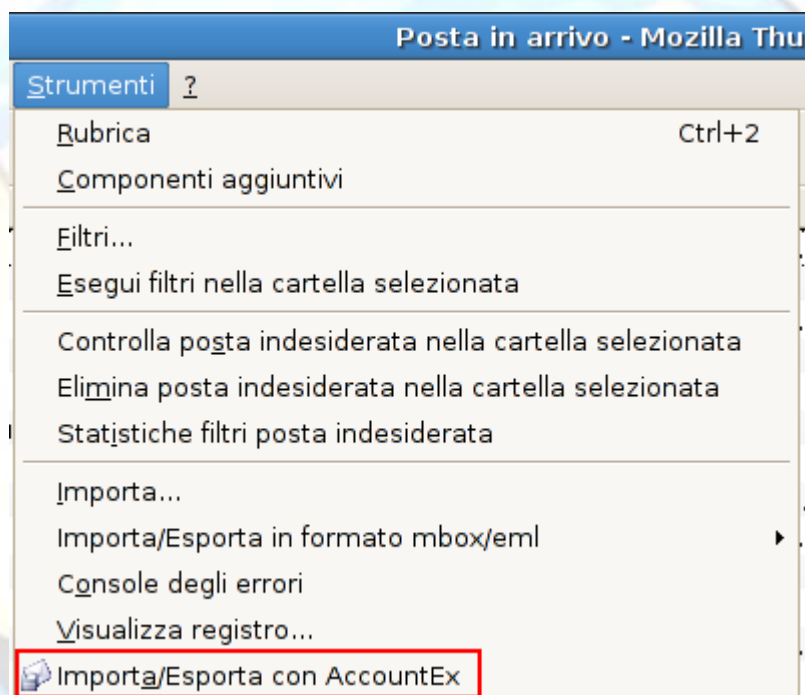 Posta in arrivo - Mozilla Thu
Strumenti ?
Rubrica Ctrl+2
Componenti aggiuntivi
Filtri...
Esegui filtri nella cartella selezionata
Controlla posta indesiderata nella cartella selezionata
Elimina posta indesiderata nella cartella selezionata
Statistiche filtri posta indesiderata
Importa...
Importa/Esporta in formato mbox/eml
Console degli errori
Visualizza registro...
Importa/Esporta con AccountEx